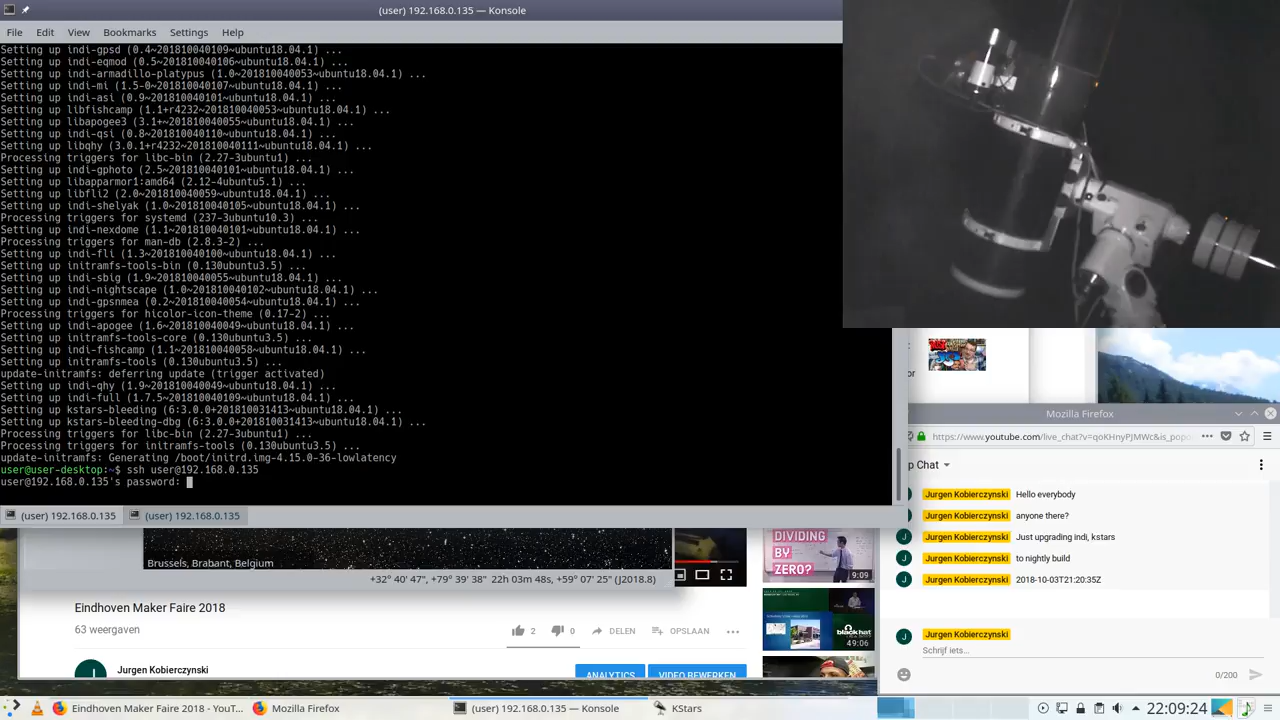 (user) 192.168.0.135 — Konsole
File Edit View Bookmarks Settings Help
Setting up indi-gpsd (0.4~201810040109~ubuntu18.04.1) ...
Setting up indi-eqmod (0.5~201810040106~ubuntu18.04.1) ...
Setting up indi-armadillo-platypus (1.0~201810040053~ubuntu18.04.1) ...
Setting up indi-mi (1.5-0~201810040107~ubuntu18.04.1) ...
Setting up indi-asi (0.9~201810040101~ubuntu18.04.1) ...
Setting up libfishcamp (1.1+r4232~201810040055~ubuntu18.04.1) ...
Setting up libapogee3 (3.1+~201810040055~ubuntu18.04.1) ...
Setting up indi-qsi (0.8~201810040110~ubuntu18.04.1) ...
Setting up libqhy (3.0.1+r4232~201810040111~ubuntu18.04.1) ...
Processing triggers for libc-bin (2.27-3ubuntu1) ...
Setting up indi-gphoto (2.5~201810040101~ubuntu18.04.1) ...
Setting up libapparmor1:amd64 (2.12-4ubuntu5.1) ...
Setting up libfli2 (2.0~201810040059~ubuntu18.04.1) ...
Setting up indi-shelyak (1.0~201810040105~ubuntu18.04.1) ...
Processing triggers for systemd (237-3ubuntu10.3) ...
Setting up indi-nexdome (1.1~201810040101~ubuntu18.04.1) ...
Processing triggers for man-db (2.8.3-2) ...
Setting up indi-fli (1.3~201810040100~ubuntu18.04.1) ...
Setting up initramfs-tools-bin (0.130ubuntu3.5) ...
Setting up indi-sbig (1.9~201810040055~ubuntu18.04.1) ...
Setting up indi-nightscape (1.0~201810040102~ubuntu18.04.1) ...
Setting up indi-gpsnmea (0.2~201810040054~ubuntu18.04.1) ...
Processing triggers for hicolor-icon-theme (0.17-2) ...
Setting up indi-apogee (1.6~201810040049~ubuntu18.04.1) ...
Setting up initramfs-tools-core (0.130ubuntu3.5) ...
Setting up indi-fishcamp (1.1~201810040058~ubuntu18.04.1) ...
Setting up initramfs-tools (0.130ubuntu3.5) ...
update-initramfs: deferring update (trigger activated)
Setting up indi-qhy (1.9~201810040049~ubuntu18.04.1) ...
Setting up indi-full (1.7.5~201810040109~ubuntu18.04.1) ...
Setting up kstars-bleeding (6:3.0.0+201810031413~ubuntu18.04.1) ...
Setting up kstars-bleeding-dbg (6:3.0.0+201810031413~ubuntu18.04.1) ...
Processing triggers for libc-bin (2.27-3ubuntu1) ...
Processing triggers for initramfs-tools (0.130ubuntu3.5) ...
update-initramfs: Generating /boot/initrd.img-4.15.0-36-lowlatency
user@user-desktop:~$ ssh user@192.168.0.135
user@192.168.0.135's password:
(user) 192.168.0.135 (user) 192.168.0.135
or
Mozilla Firefox
https://www.youtube.com/live_chat?v=qoKHnyPJMWc&is_popo
p Chat
Jurgen Kobierczynski Hello everybody
Jurgen Kobierczynski anyone there?
Jurgen Kobierczynski Just upgrading indi, kstars
Jurgen Kobierczynski to nightly build
Jurgen Kobierczynski 2018-10-03T21:20:35Z
Jurgen Kobierczynski
Schrijf iets...
0/200
Brussels, Brabant, Belgium
+32° 40' 47", +79° 39' 38" 22h 03m 48s, +59° 07' 25" (J2018.8)
Eindhoven Maker Faire 2018
63 weergaven
2 0 DELEN OPSLAAN
Jurgen Kobierczynski
ANALYTICS VIDEO BEWERKEN
DIVIDING
BY
ZERO?
9:09
black hat
49:06
Eindhoven Maker Faire 2018 - YouT...
Mozilla Firefox
(user) 192.168.0.135 — Konsole
KStars
22:09:24